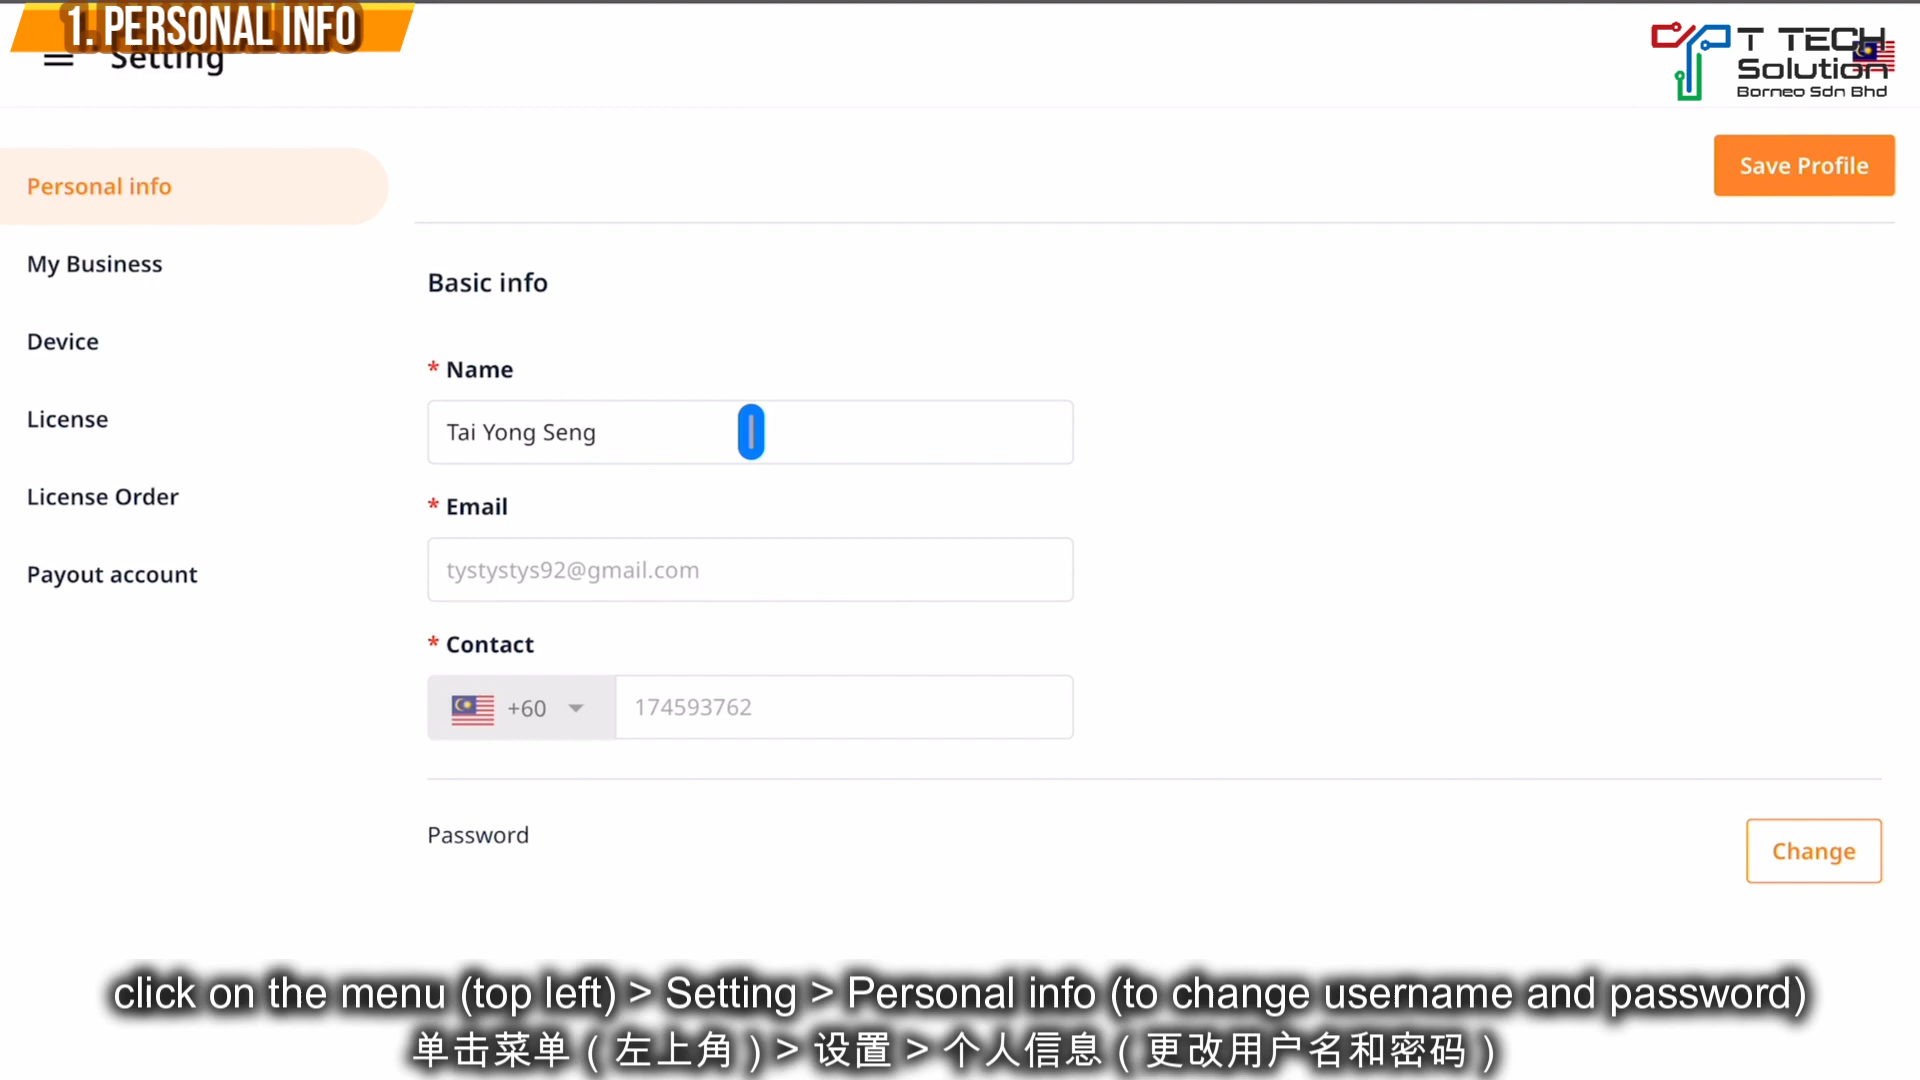 1. PERSONAL INFO
Setting
T TECH
Solution
Borneo Sdn Bhd
Save Profile
Personal info
My Business
Device
License
License Order
Payout account
Basic info
* Name
Tai Yong Seng
* Email
tystystys92@gmail.com
* Contact
+60 174593762
Password
Change
click on the menu (top left) > Setting > Personal info (to change username and password)
单击菜单（左上角）> 设置 > 个人信息（更改用户名和密码）